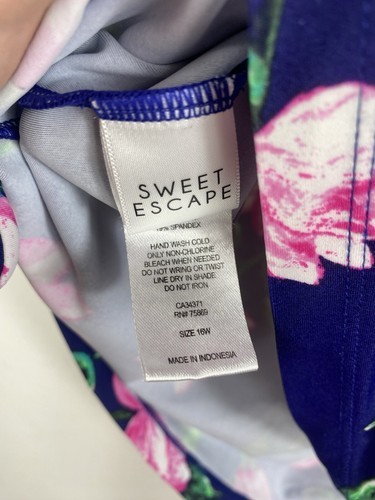 SWEET
ESCAPE
SPANDEX
HAND WASH COLD
ONLY NON-CHLORINE
BLEACH WHEN NEEDED
DO NOT WRING OR TWIST
LINE DRY IN SHADE
DO NOT IRON
CA34371
RN# 75869
SIZE 16W
MADE IN INDONESIA